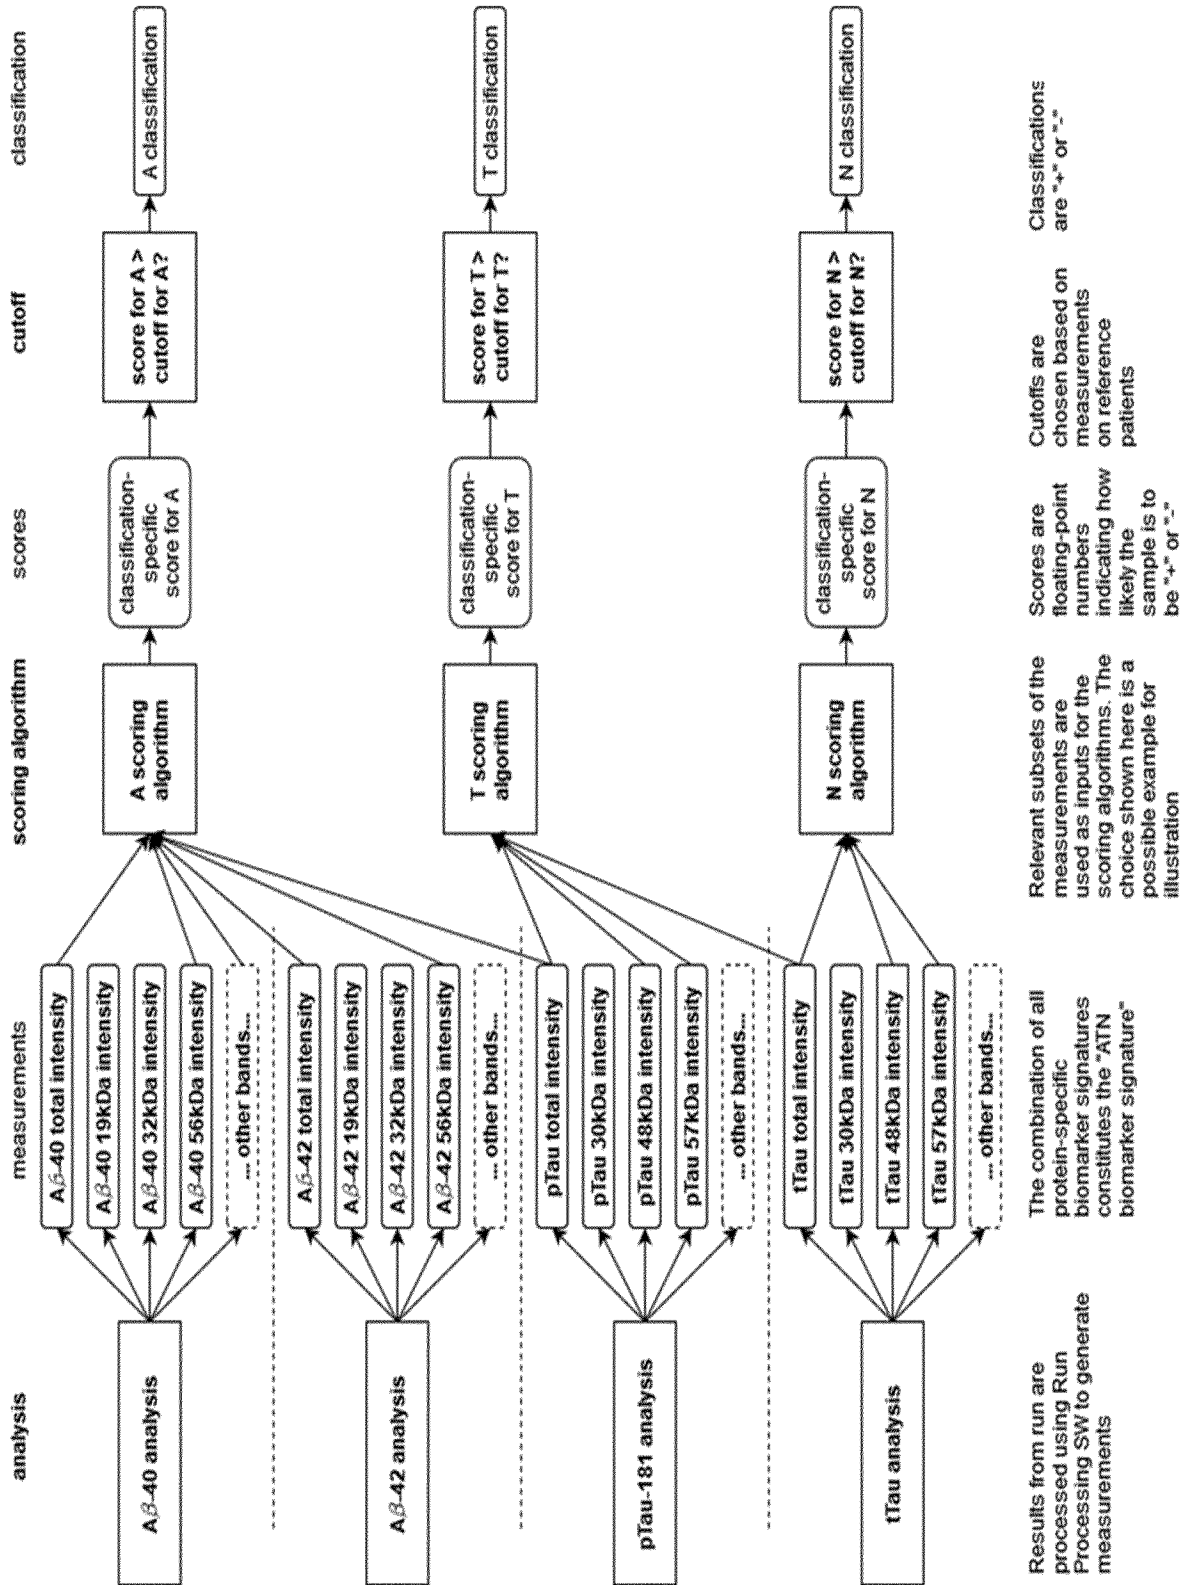 analysis
measurements
scoring algorithm
scores
cutoff
classification
Aβ-40 analysis
Aβ-40 total intensity
Aβ-40 19kDa intensity
Aβ-40 32kDa intensity
Aβ-40 56kDa intensity
... other bands...
A scoring
algorithm
classification-
specific
score for A
score for A >
cutoff for A?
A classification
Aβ-42 analysis
Aβ-42 total intensity
Aβ-42 19kDa intensity
Aβ-42 32kDa intensity
Aβ-42 56kDa intensity
... other bands...
T scoring
algorithm
classification-
specific
score for T
score for T >
cutoff for T?
T classification
pTau-181 analysis
pTau total intensity
pTau 30kDa intensity
pTau 48kDa intensity
pTau 57kDa intensity
... other bands...
tTau analysis
tTau total intensity
tTau 30kDa intensity
tTau 48kDa intensity
tTau 57kDa intensity
... other bands...
N scoring
algorithm
classification-
specific
score for N
score for N >
cutoff for N?
N classification
Results from run are
processed using Run
Processing SW to generate
measurements
The combination of all
protein-specific
biomarker signatures
constitutes the "ATN
biomarker signature"
Relevant subsets of the
measurements are
used as inputs for the
scoring algorithms. The
choice shown here is a
possible example for
illustration
Scores are
floating-point
numbers
indicating how
likely the
sample is to
be "+" or "-"
Cutoffs are
chosen based on
measurements
on reference
patients
Classifications
are "+" or "-"